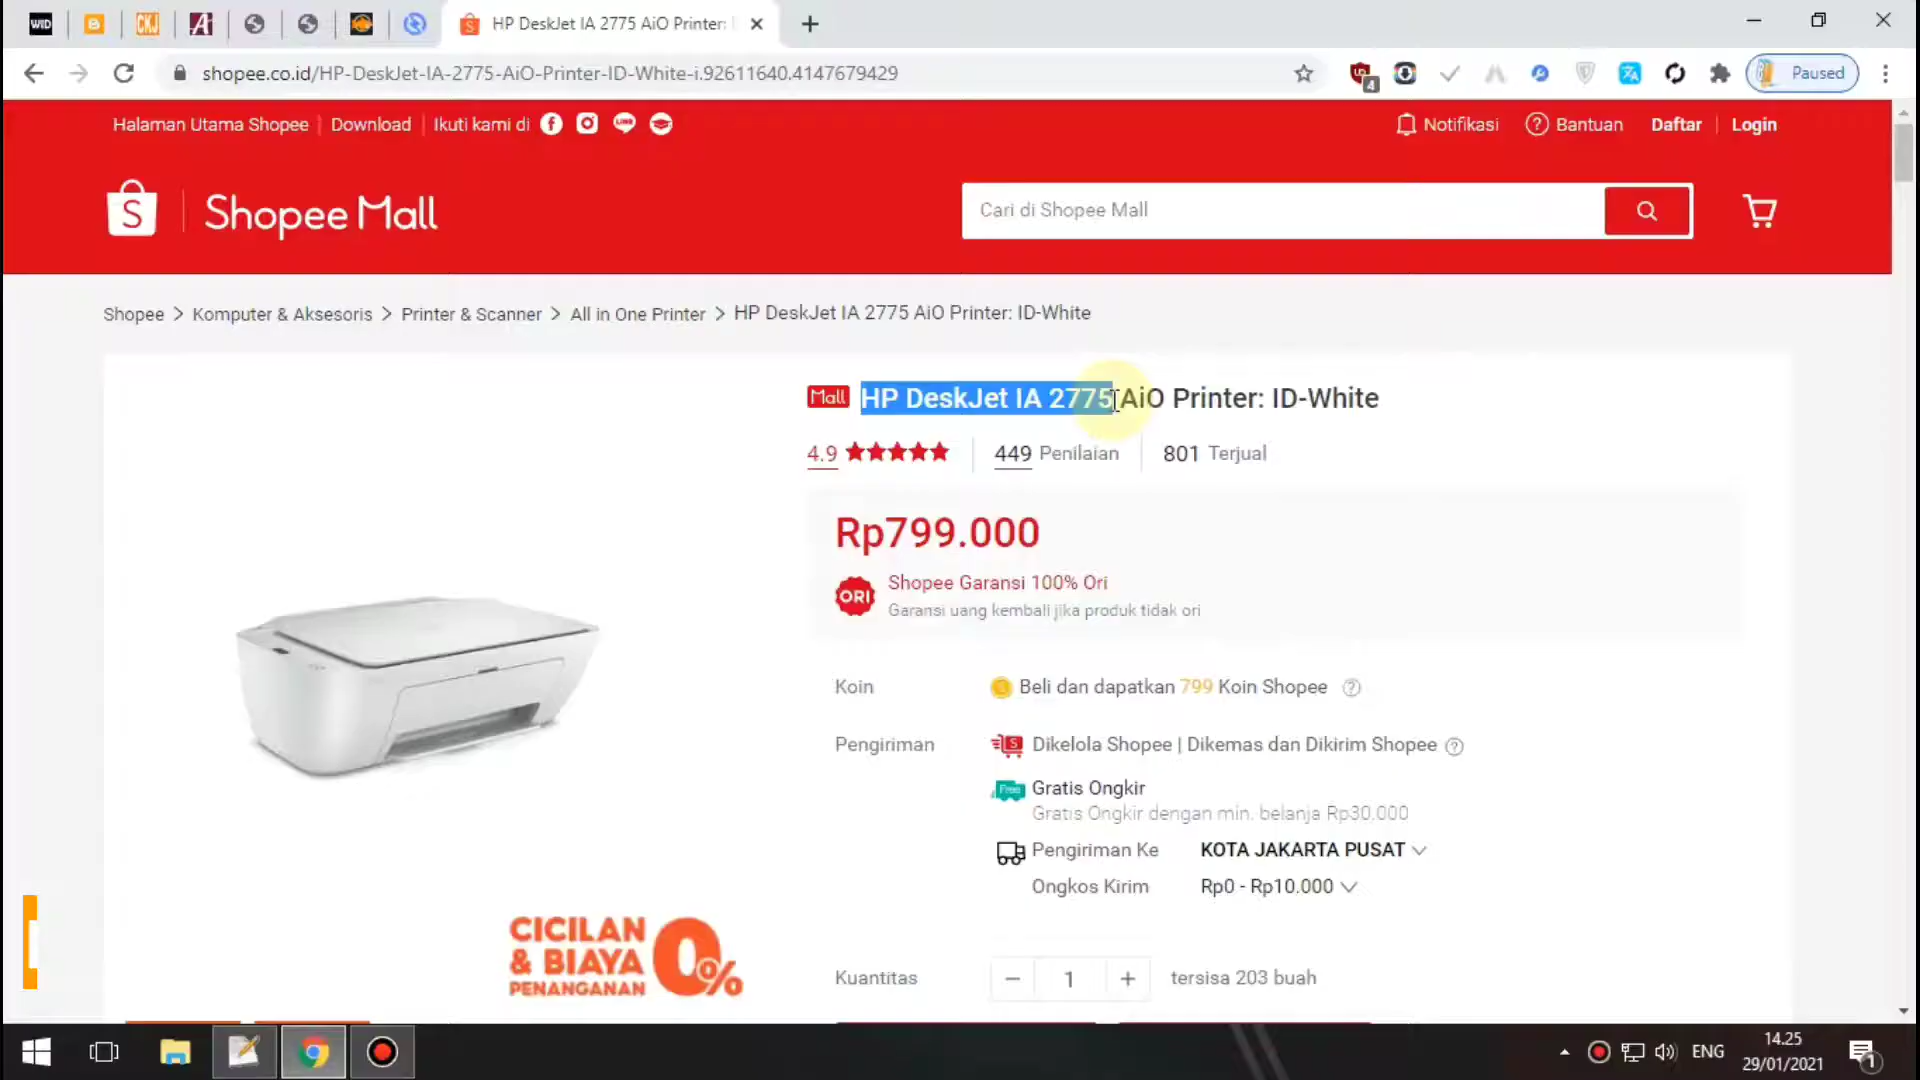 WID
CKJ
HP DeskJet IA 2775 AiO Printer:
shopee.co.id/HP-DeskJet-IA-2775-AiO-Printer-ID-White-i.92611640.4147679429
4
Paused
Halaman Utama Shopee | Download | Ikuti kami di
Notifikasi
Bantuan
Daftar | Login
S | Shopee Mall
Cari di Shopee Mall
Shopee > Komputer & Aksesoris > Printer & Scanner > All in One Printer > HP DeskJet IA 2775 AiO Printer: ID-White
Mall HP DeskJet IA 2775 AiO Printer: ID-White
4.9
449 Penilaian
801 Terjual
Rp799.000
ORI
Shopee Garansi 100% Ori
Garansi uang kembali jika produk tidak ori
Koin
Beli dan dapatkan 799 Koin Shopee
Pengiriman
Dikelola Shopee | Dikemas dan Dikirim Shopee
Free
Gratis Ongkir
Gratis Ongkir dengan min. belanja Rp30.000
Pengiriman Ke KOTA JAKARTA PUSAT
Ongkos Kirim Rp0 - Rp10.000
CICILAN
& BIAYA
PENANGANAN
0%
Kuantitas
− 1 +
tersisa 203 buah
ENG
14.25
29/01/2021
1